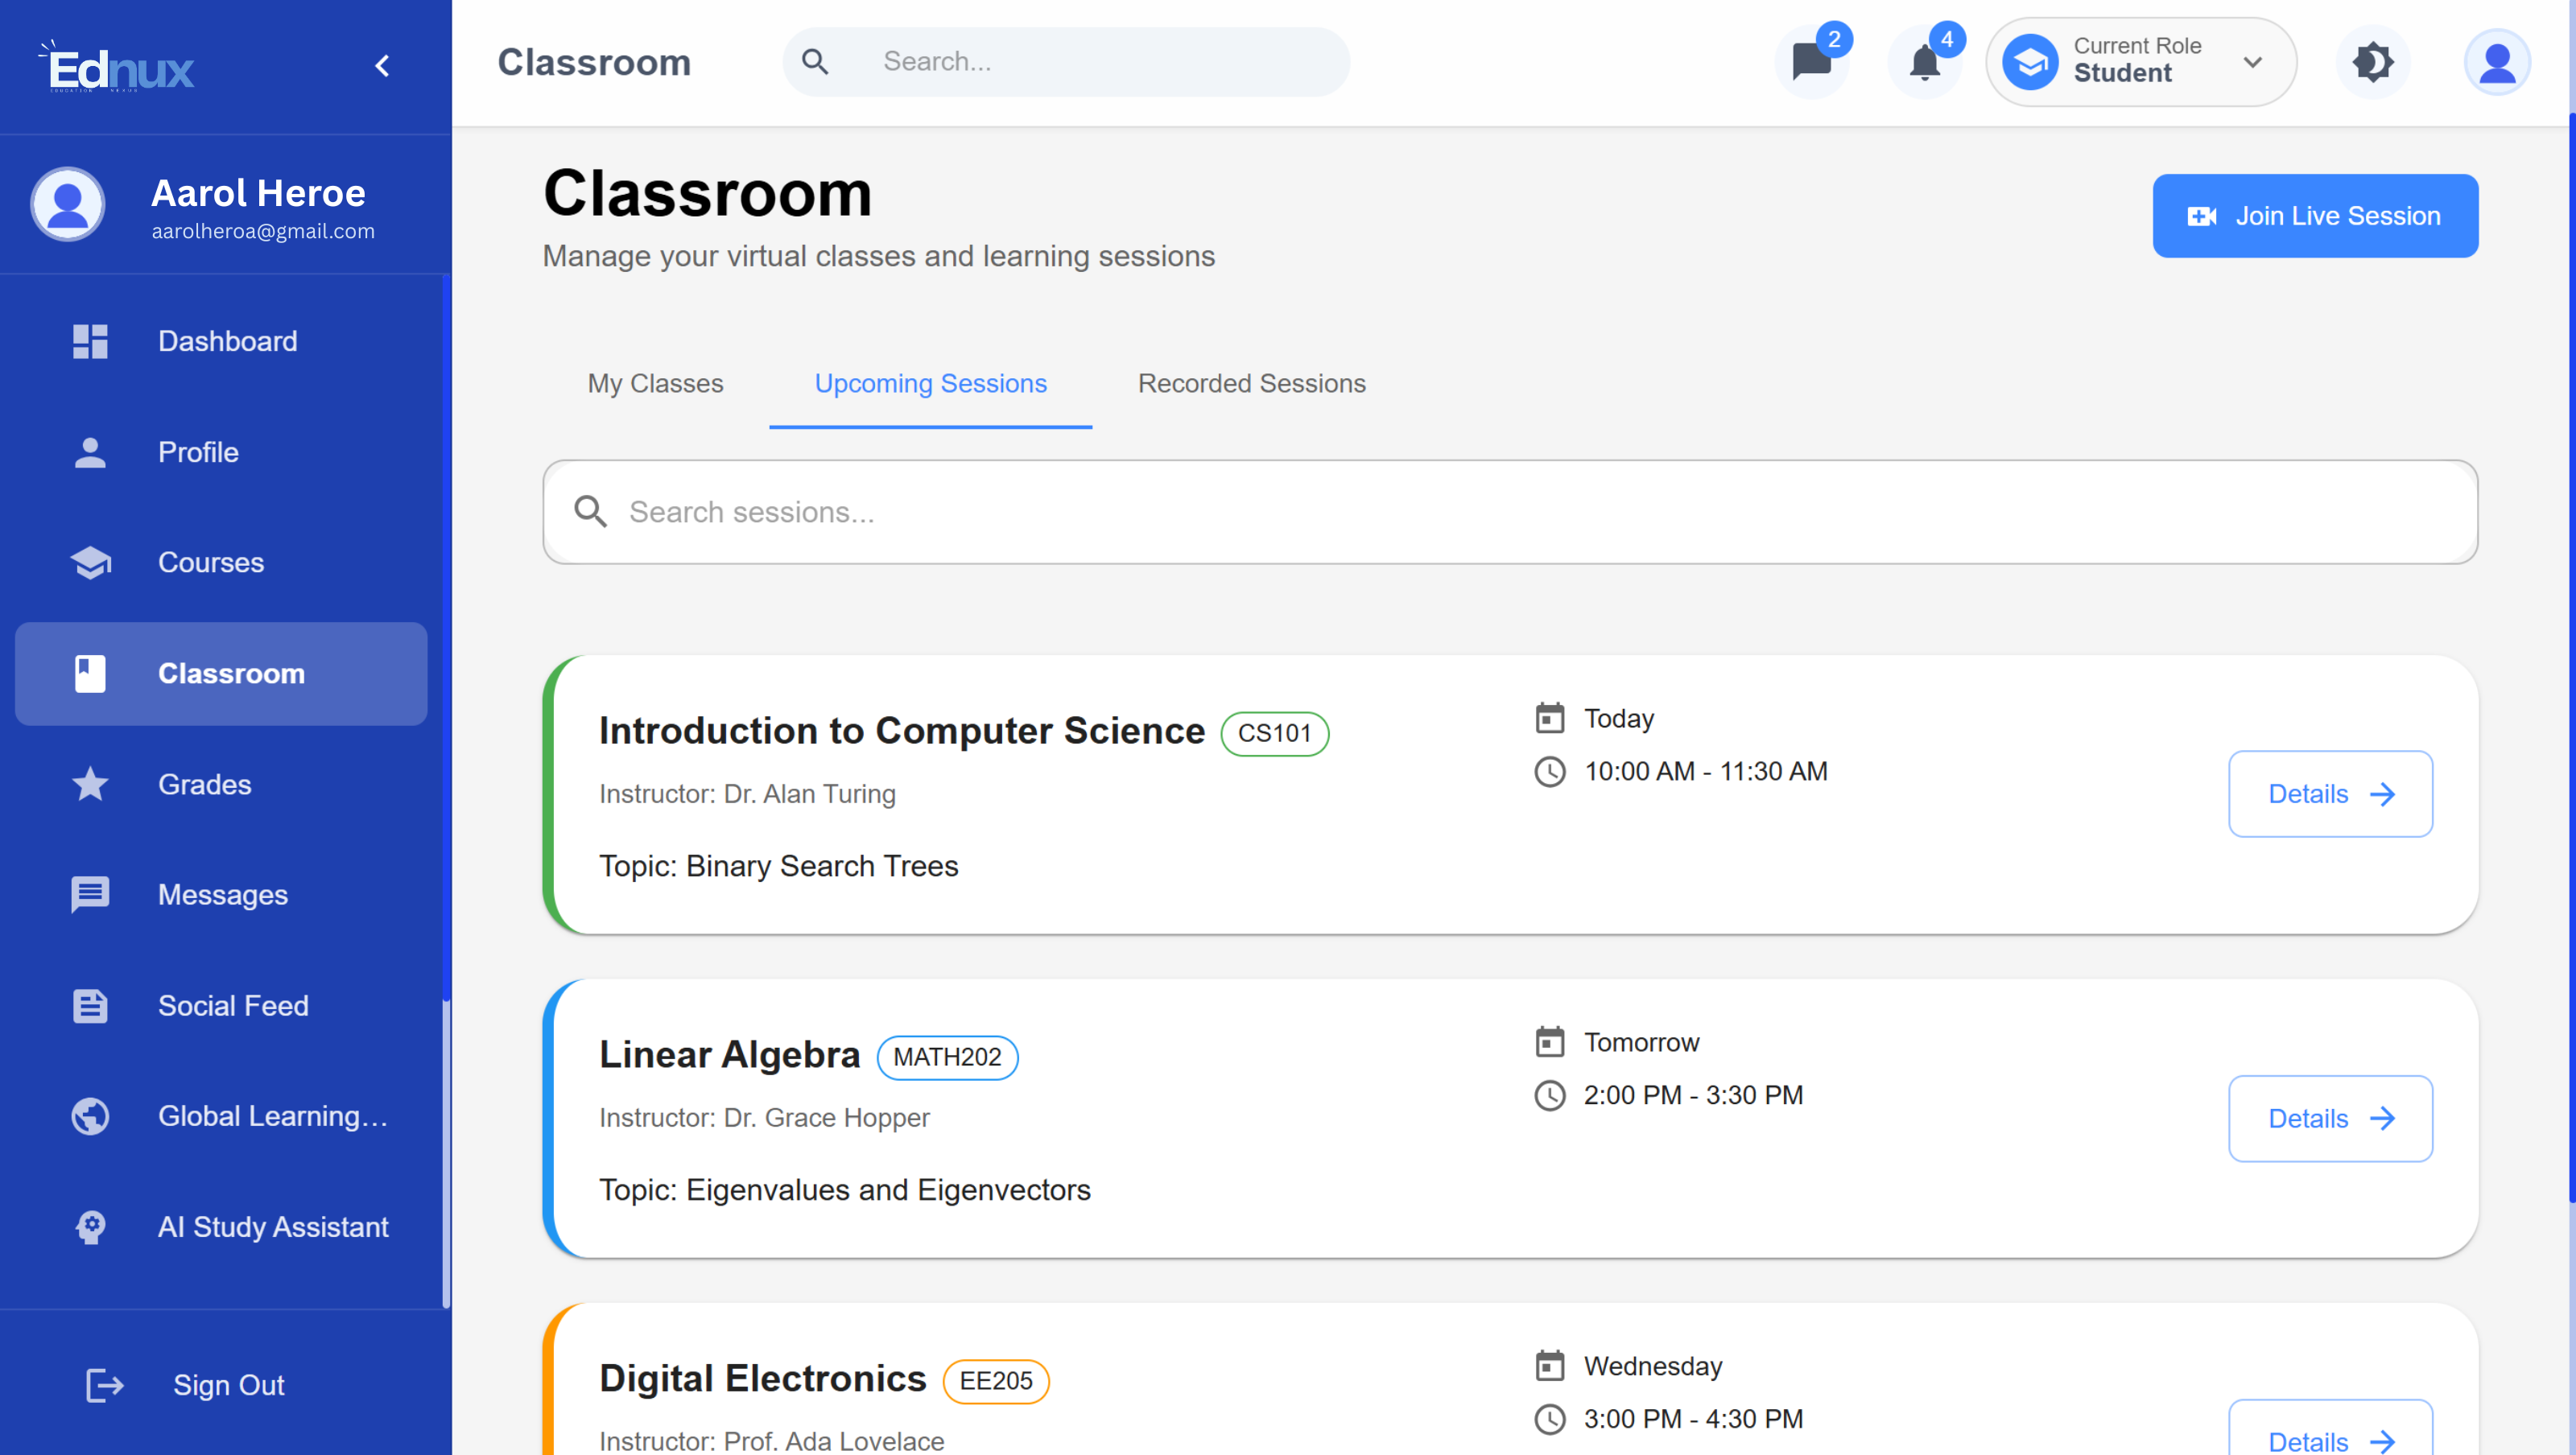 Ednux
EDUCATION NEXUS
Aarol Heroe
aarolheroa@gmail.com
Dashboard
Profile
Courses
Classroom
Grades
Messages
Social Feed
Global Learning...
AI Study Assistant
Sign Out
Classroom
Search...
2
4
Current Role
Student
Classroom
Manage your virtual classes and learning sessions
Join Live Session
My Classes
Upcoming Sessions
Recorded Sessions
Search sessions...
Introduction to Computer Science CS101
Instructor: Dr. Alan Turing
Topic: Binary Search Trees
Today
10:00 AM - 11:30 AM
Details
Linear Algebra MATH202
Instructor: Dr. Grace Hopper
Topic: Eigenvalues and Eigenvectors
Tomorrow
2:00 PM - 3:30 PM
Details
Digital Electronics EE205
Instructor: Prof. Ada Lovelace
Wednesday
3:00 PM - 4:30 PM
Details